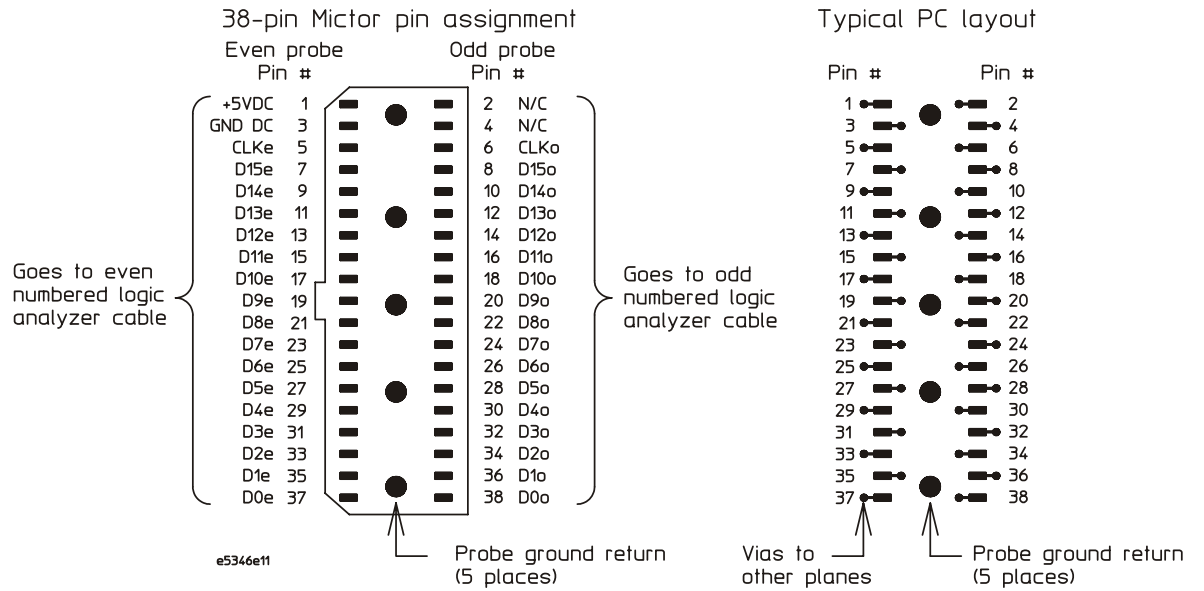 38-pin Mictor pin assignment
Even probe
Pin #
Odd probe
Pin #
+5VDC 1 2 N/C
GND DC 3 4 N/C
CLKe 5 6 CLKo
D15e 7 8 D15o
D14e 9 10 D14o
D13e 11 12 D13o
D12e 13 14 D12o
D11e 15 16 D11o
D10e 17 18 D10o
D9e 19 20 D9o
D8e 21 22 D8o
D7e 23 24 D7o
D6e 25 26 D6o
D5e 27 28 D5o
D4e 29 30 D4o
D3e 31 32 D3o
D2e 33 34 D2o
D1e 35 36 D1o
D0e 37 38 D0o
Goes to even
numbered logic
analyzer cable
Goes to odd
numbered logic
analyzer cable
e5346e11
Probe ground return
(5 places)
Typical PC layout
Pin # Pin #
1 2
3 4
5 6
7 8
9 10
11 12
13 14
15 16
17 18
19 20
21 22
23 24
25 26
27 28
29 30
31 32
33 34
35 36
37 38
Vias to
other planes
Probe ground return
(5 places)